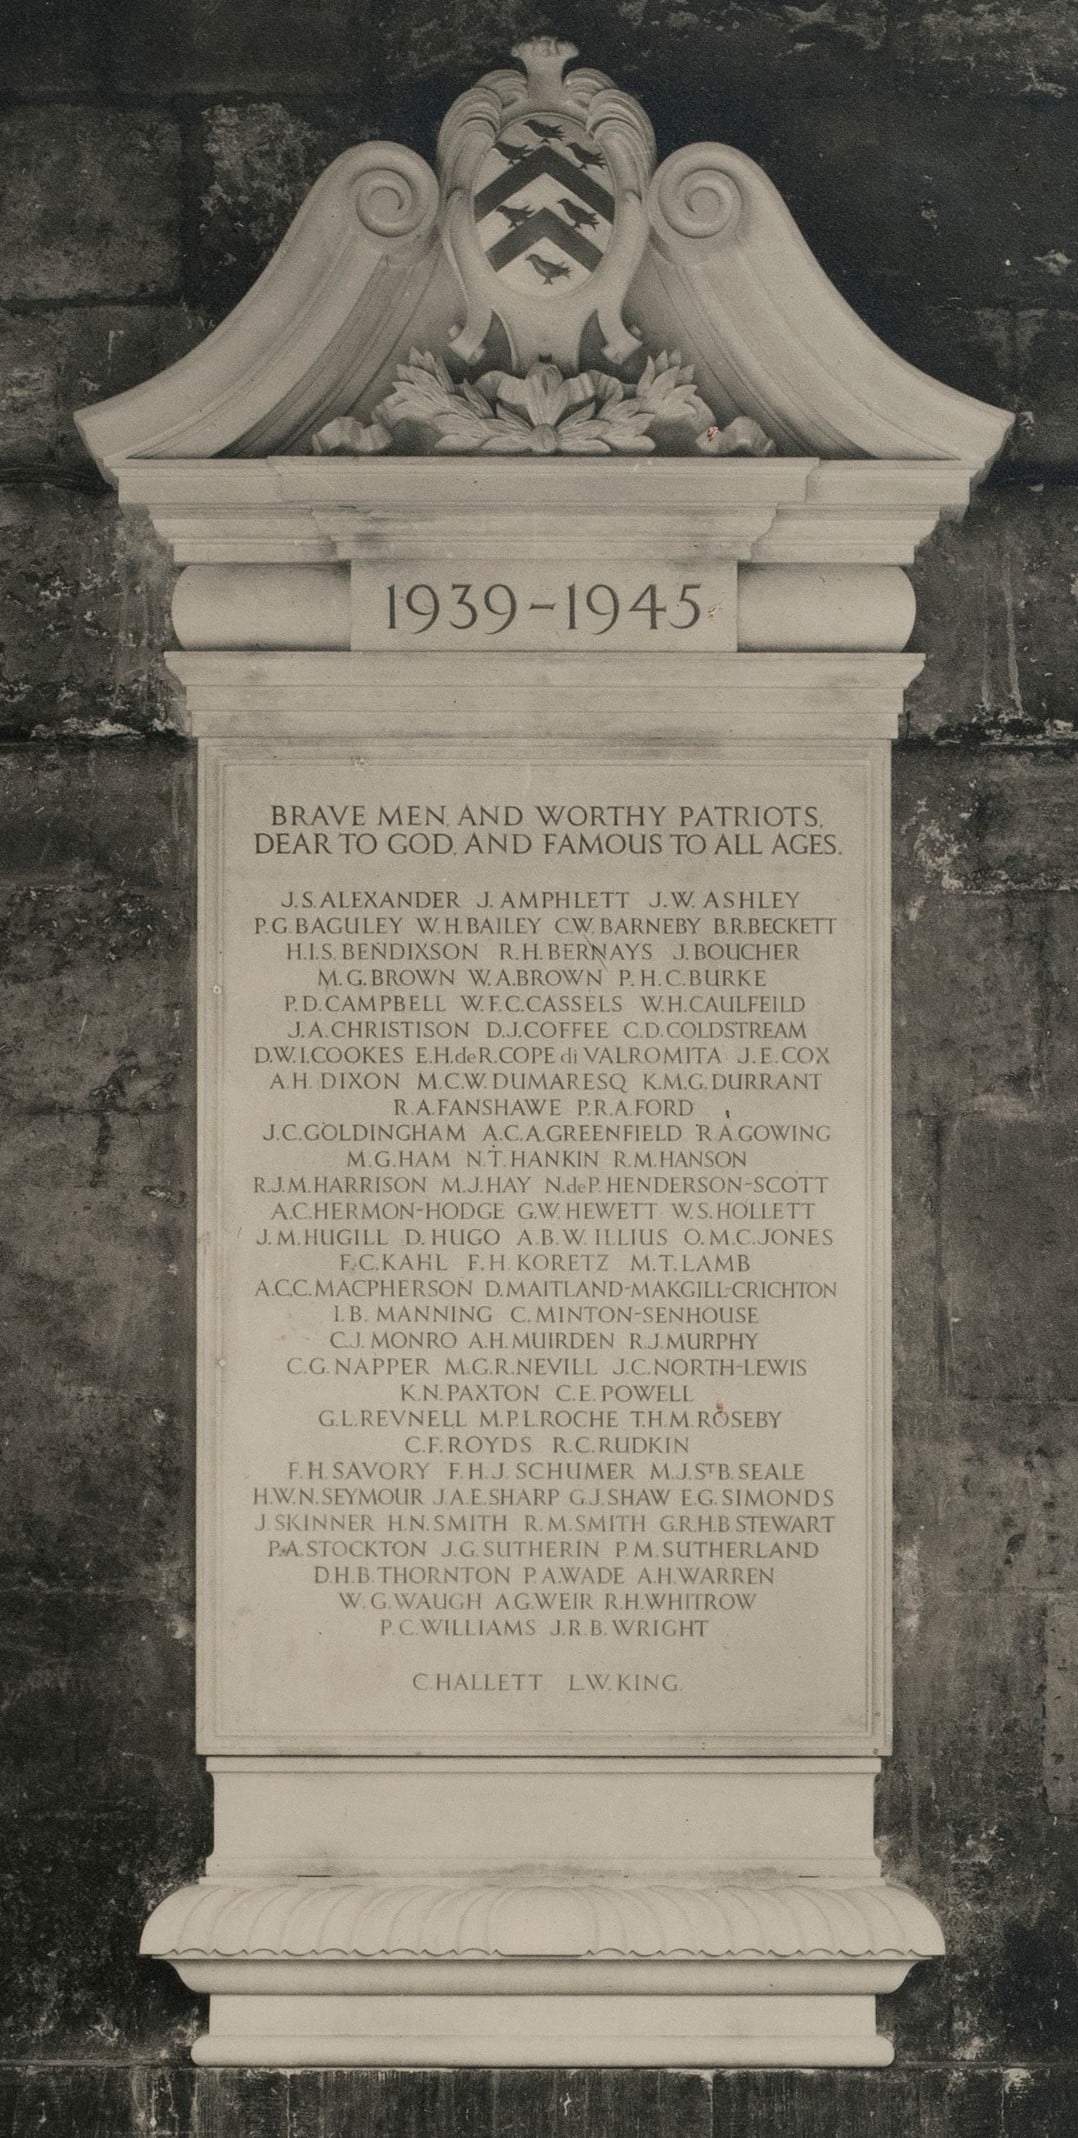 1939-1945
BRAVE MEN, AND WORTHY PATRIOTS,
DEAR TO GOD, AND FAMOUS TO ALL AGES.
J.S. ALEXANDER J. AMPHLETT J.W. ASHLEY
P.G. BAGULEY W.H. BAILEY C.W. BARNEBY B.R. BECKETT
H.I.S. BENDIXSON R.H. BERNAYS J. BOUCHER
M.G. BROWN W.A. BROWN P.H.C. BURKE
P.D. CAMPBELL W.F.C. CASSELS W.H. CAULFEILD
J.A. CHRISTISON D.J. COFFEE C.D. COLDSTREAM
D.W.I. COOKES E.H. deR. COPE di VALROMITA J.E. COX
A.H. DIXON M.C.W. DUMARESQ K.M.G. DURRANT
R.A. FANSHAWE P.R.A. FORD
J.C. GOLDINGHAM A.C.A. GREENFIELD R.A. GOWING
M.G. HAM N.T. HANKIN R.M. HANSON
R.J.M. HARRISON M.J. HAY N. deP. HENDERSON-SCOTT
A.C. HERMON-HODGE G.W. HEWETT W.S. HOLLETT
J.M. HUGILL D. HUGO A.B.W. ILLIUS O.M.C. JONES
F.C. KAHL F.H. KORETZ M.T. LAMB
A.C.C. MACPHERSON D. MAITLAND-MAKGILL-CRICHTON
I.B. MANNING C. MINTON-SENHOUSE
C.J. MONRO A.H. MUIRDEN R.J. MURPHY
C.G. NAPPER M.G.R. NEVILL J.C. NORTH-LEWIS
K.N. PAXTON C.E. POWELL
G.L. REVNELL M.P.L. ROCHE T.H.M. ROSEBY
C.F. ROYDS R.C. RUDKIN
F.H. SAVORY F.H.J. SCHUMER M.J. ST B. SEALE
H.W.N. SEYMOUR J.A.E. SHARP G.J. SHAW E.G. SIMONDS
J. SKINNER H.N. SMITH R.M. SMITH G.R.H.B. STEWART
P.A. STOCKTON J.G. SUTHERIN P.M. SUTHERLAND
D.H.B. THORNTON P.A. WADE A.H. WARREN
W.G. WAUGH A.G. WEIR R.H. WHITROW
P.C. WILLIAMS J.R.B. WRIGHT
C. HALLETT L.W. KING.